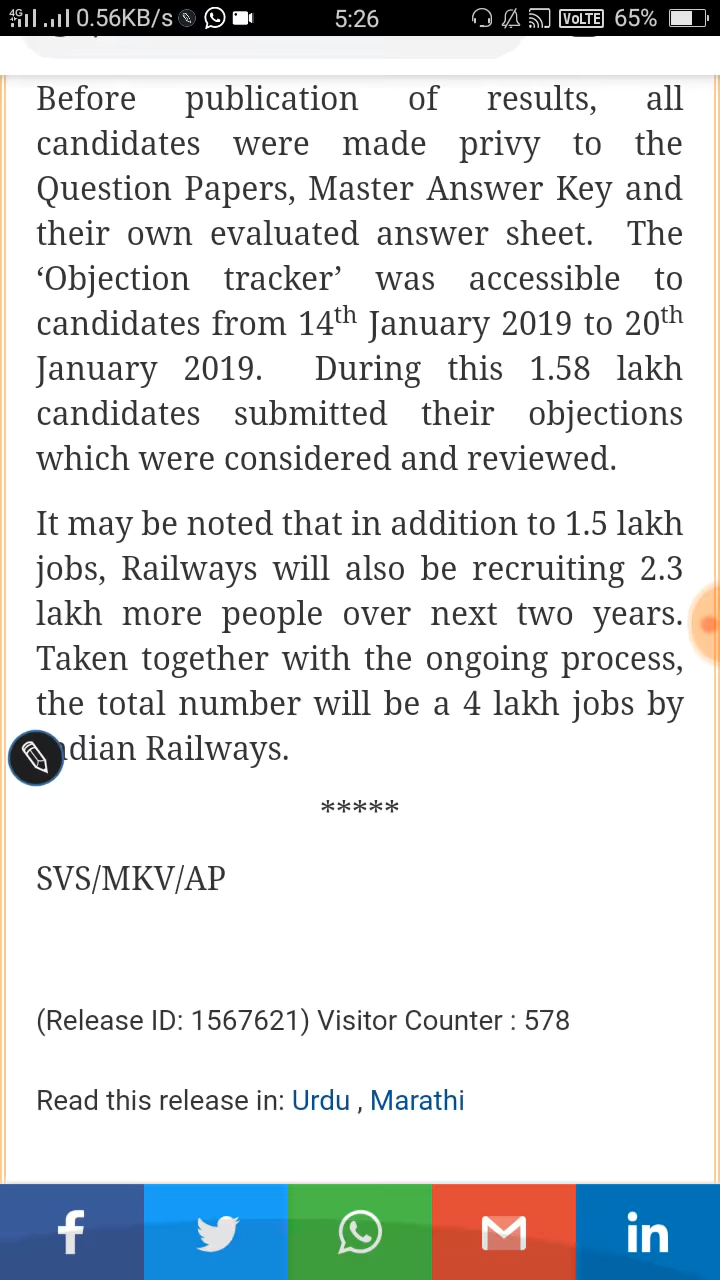 4G 0.56KB/s 5:26 VoLTE 65%
Before publication of results, all
candidates were made privy to the
Question Papers, Master Answer Key and
their own evaluated answer sheet. The
‘Objection tracker’ was accessible to
candidates from 14th January 2019 to 20th
January 2019. During this 1.58 lakh
candidates submitted their objections
which were considered and reviewed.
It may be noted that in addition to 1.5 lakh
jobs, Railways will also be recruiting 2.3
lakh more people over next two years.
Taken together with the ongoing process,
the total number will be a 4 lakh jobs by
ndian Railways.
*****
SVS/MKV/AP
(Release ID: 1567621) Visitor Counter : 578
Read this release in: Urdu , Marathi
f M in